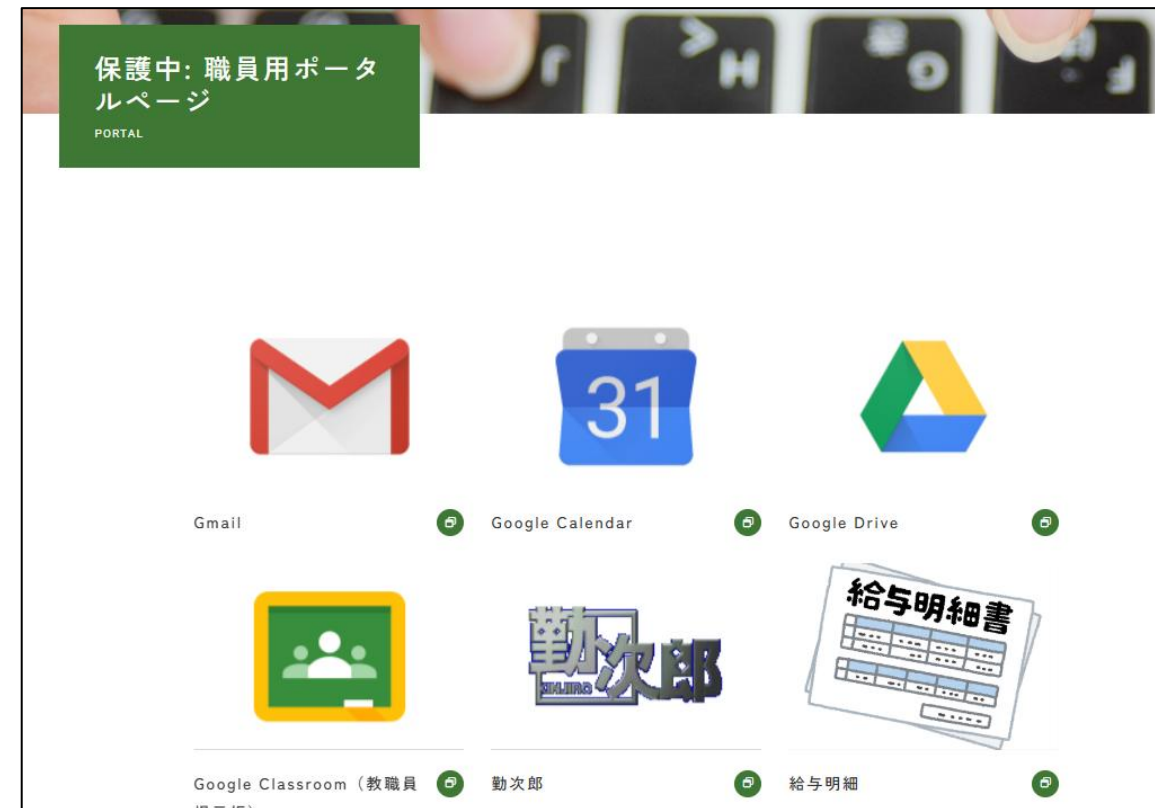 保護中: 職員用ポータ
ルページ
PORTAL
J
H
G
F
31
Gmail
Google Calendar
Google Drive
勤次郎
KINJIRO
給与明細書
Google Classroom（教職員
勤次郎
給与明細